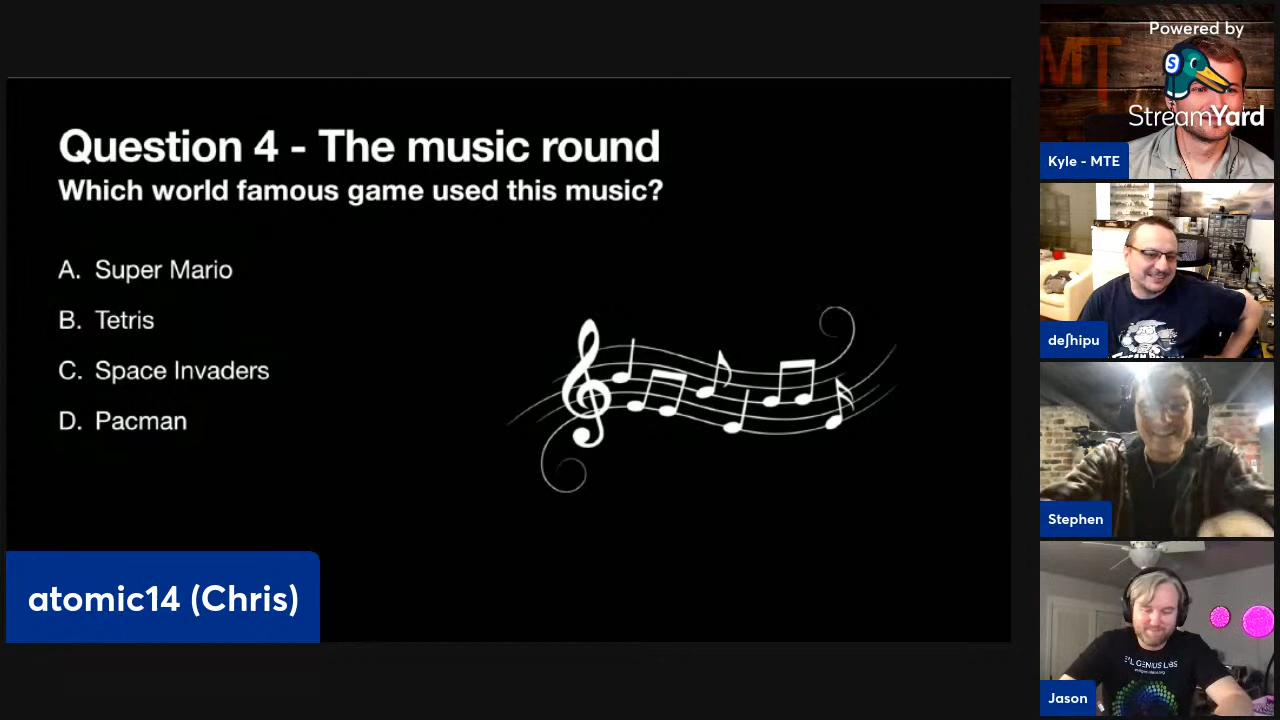 Question 4 - The music round
Which world famous game used this music?
A. Super Mario
B. Tetris
C. Space Invaders
D. Pacman
atomic14 (Chris)
MT
Powered by
S
StreamYard
Kyle - MTE
deʃhipu
Stephen
Jason